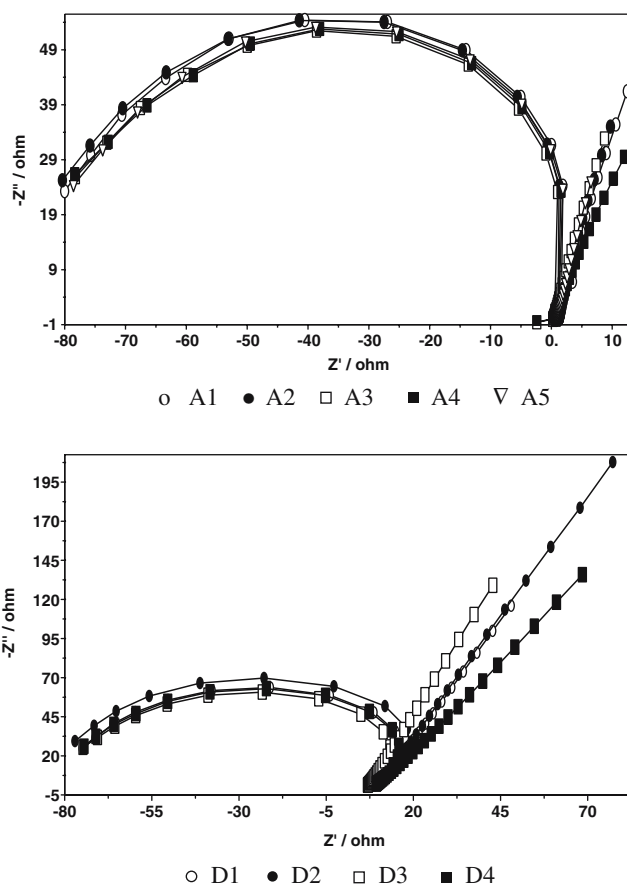 49
39
29
19
9
-1
-Z'' / ohm
-80 -70 -60 -50 -40 -30 -20 -10 0. 10
Z' / ohm
o A1 ● A2 □ A3 ■ A4 ▽ A5
195
170
145
120
95
70
45
20
-5
-Z'' / ohm
-80 -55 -30 -5 20 45 70
Z' / ohm
○ D1 ● D2 □ D3 ■ D4